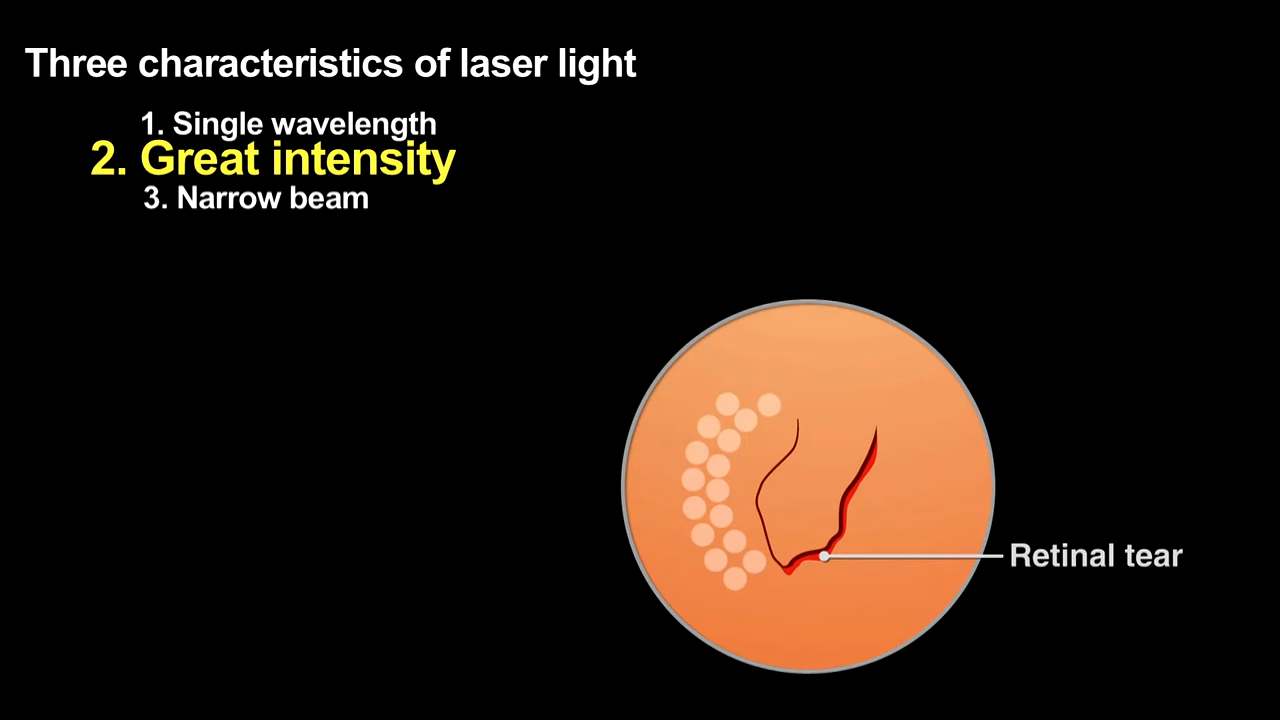 Three characteristics of laser light
1. Single wavelength
2. Great intensity
3. Narrow beam
Retinal tear